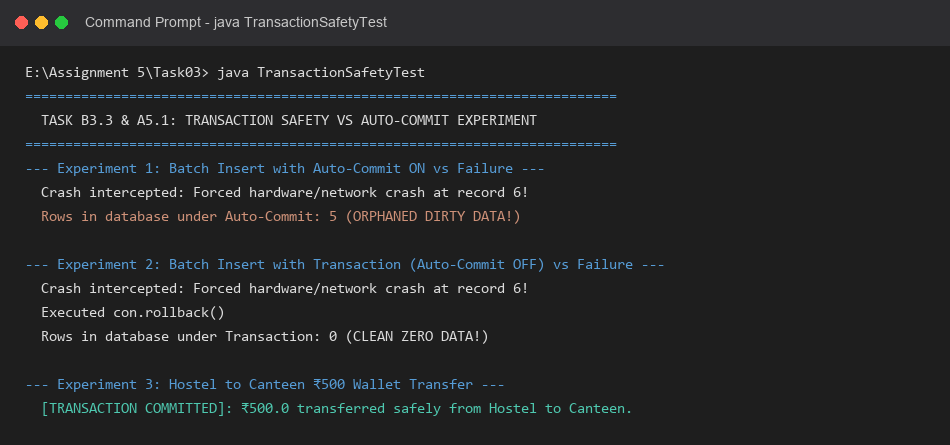 Command Prompt - java TransactionSafetyTest
E:\Assignment 5\Task03> java TransactionSafetyTest
==========================================================================
TASK B3.3 & A5.1: TRANSACTION SAFETY VS AUTO-COMMIT EXPERIMENT
==========================================================================
--- Experiment 1: Batch Insert with Auto-Commit ON vs Failure ---
Crash intercepted: Forced hardware/network crash at record 6!
Rows in database under Auto-Commit: 5 (ORPHANED DIRTY DATA!)
--- Experiment 2: Batch Insert with Transaction (Auto-Commit OFF) vs Failure ---
Crash intercepted: Forced hardware/network crash at record 6!
Executed con.rollback()
Rows in database under Transaction: 0 (CLEAN ZERO DATA!)
--- Experiment 3: Hostel to Canteen ₹500 Wallet Transfer ---
[TRANSACTION COMMITTED]: ₹500.0 transferred safely from Hostel to Canteen.